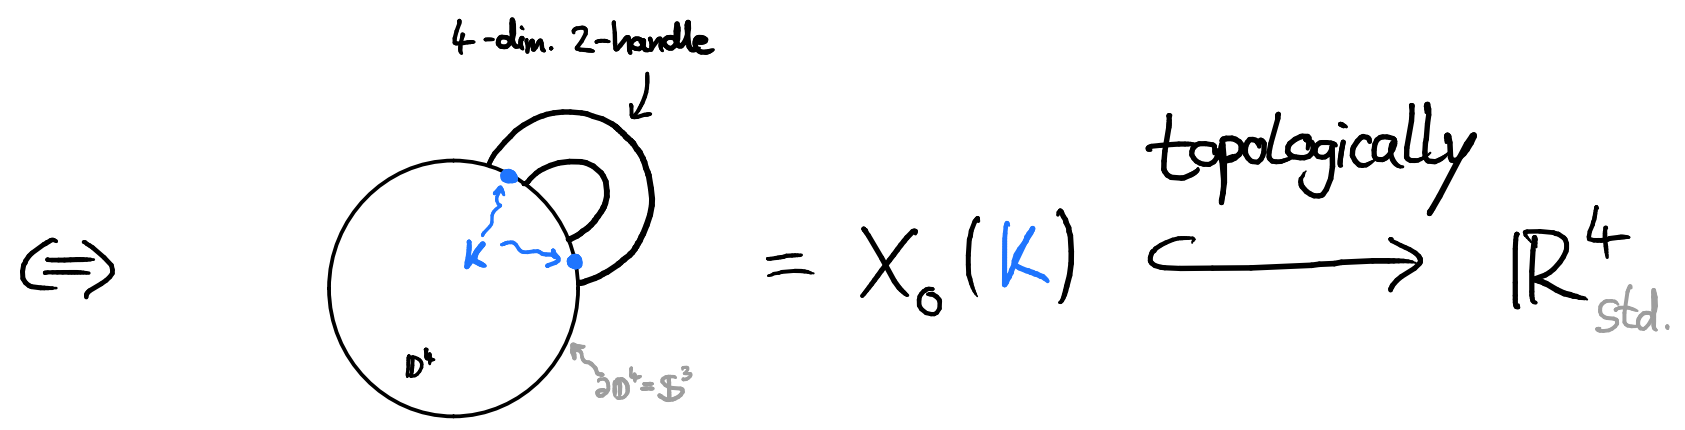 4-dim. 2-handle
⇔ K = X₀(K) topologically ↪ ℝ⁴ std.
𝔻⁴
∂𝔻⁴=𝕊³